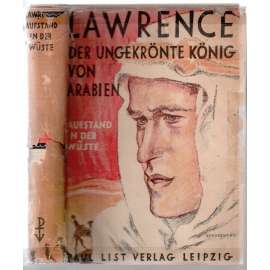 LAWRENCE
DER UNGEKRÖNTE KÖNIG
VON
ARABIEN
AUFSTAND
IN DER
WÜSTE
PAUL LIST VERLAG LEIPZIG
LAWRENCE
AUFSTAND
IN DER
WÜSTE